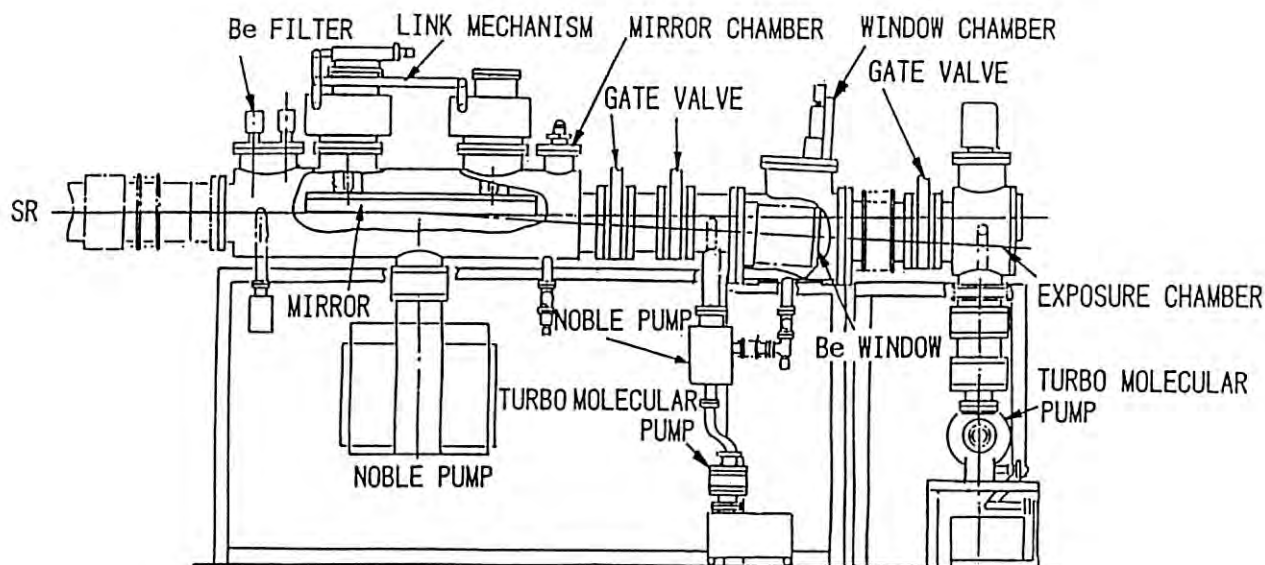 Be FILTER
LINK MECHANISM
MIRROR CHAMBER
WINDOW CHAMBER
GATE VALVE
GATE VALVE
SR
MIRROR
NOBLE PUMP
EXPOSURE CHAMBER
Be WINDOW
TURBO MOLECULAR
PUMP
TURBO MOLECULAR
PUMP
NOBLE PUMP